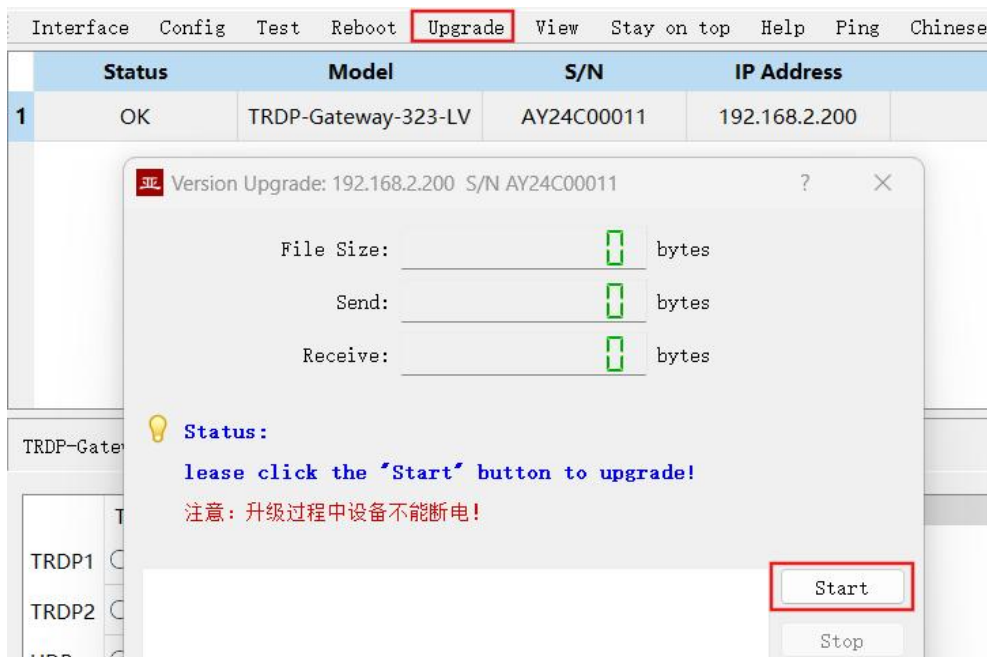 Interface Config Test Reboot Upgrade View Stay on top Help Ping Chinese
Status Model S/N IP Address
1 OK TRDP-Gateway-323-LV AY24C00011 192.168.2.200
亚 Version Upgrade: 192.168.2.200 S/N AY24C00011 ? ×
File Size: 0 bytes
Send: 0 bytes
Receive: 0 bytes
Status:
lease click the ′Start′ button to upgrade!
注意：升级过程中设备不能断电!
TRDP-Gatew
T
TRDP1
TRDP2
Start
Stop